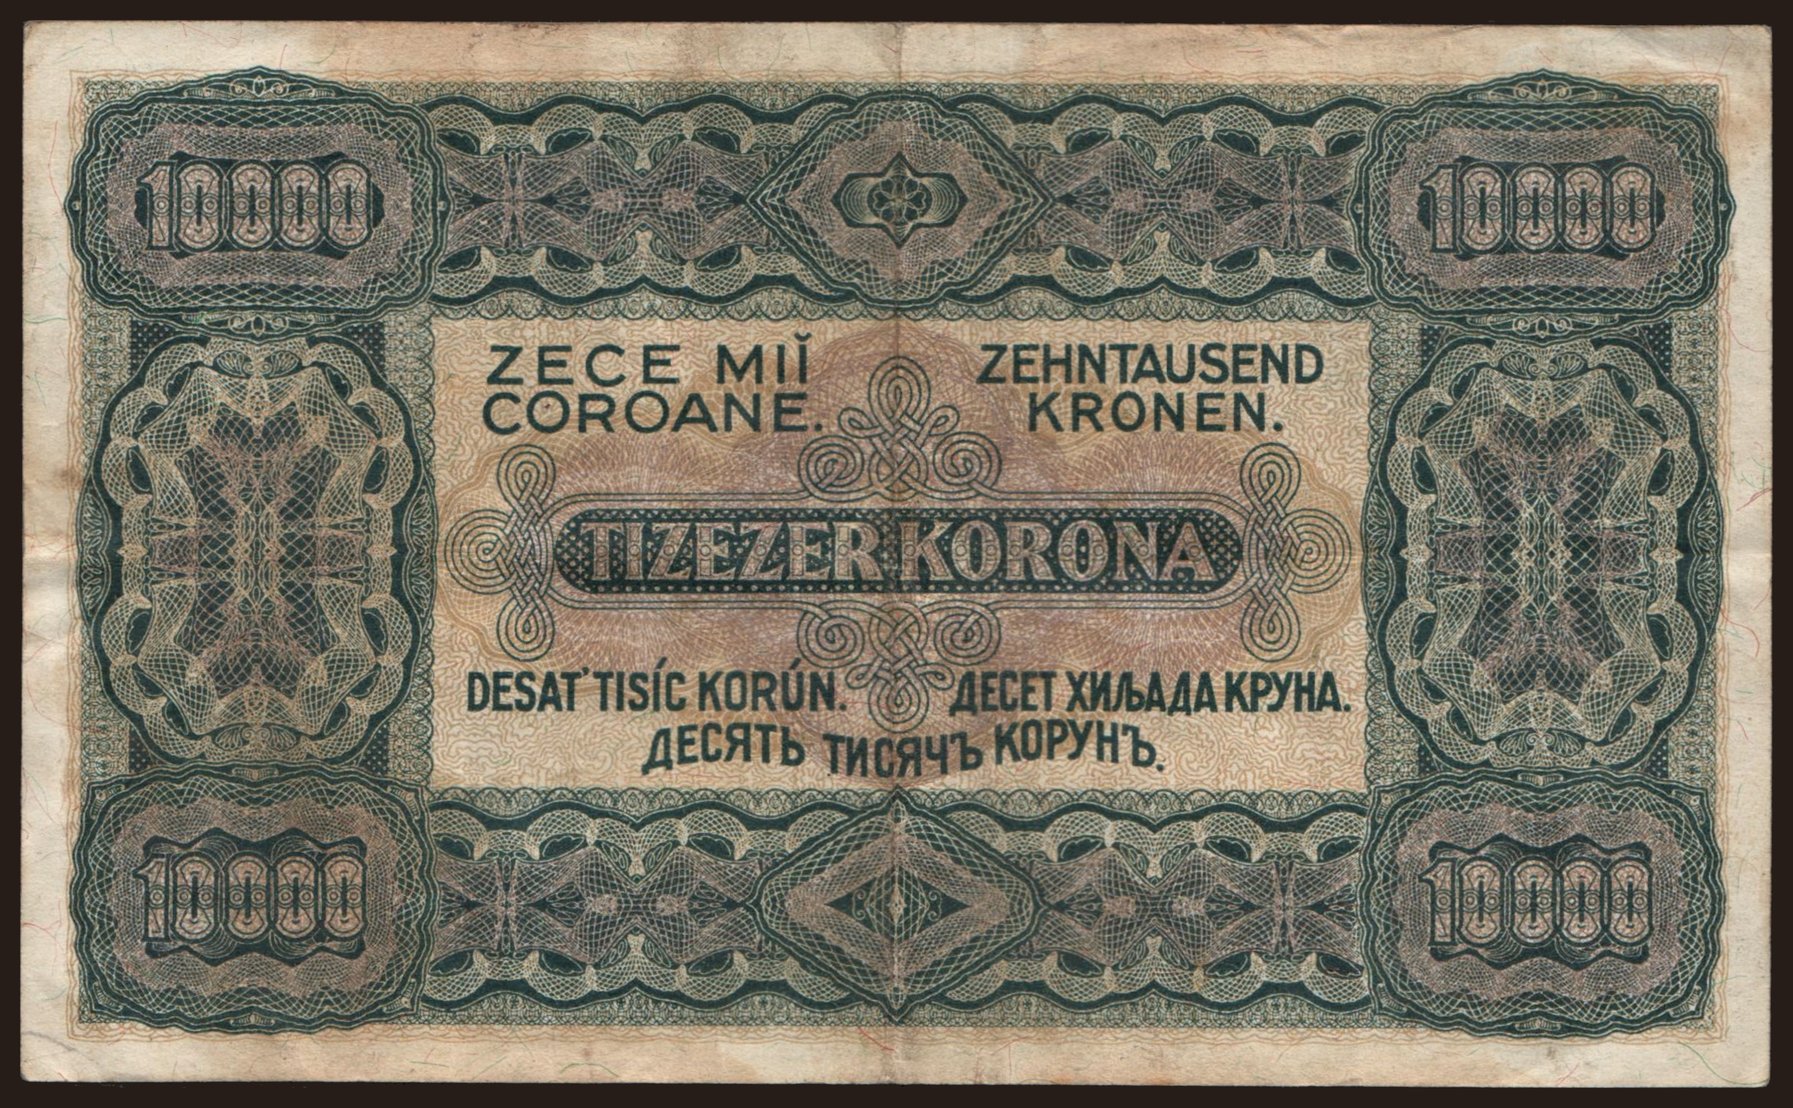 10000
10000
ZECE MIĬ
COROANE.
ZEHNTAUSEND
KRONEN.
TIZEZER KORONA
DESAT' TISÍC KORÚN.
ДЕСЕТ ХИЉАДА КРУНА.
ДЕСЯТЬ ТИСЯЧЪ КОРУНЪ.
10000
10000